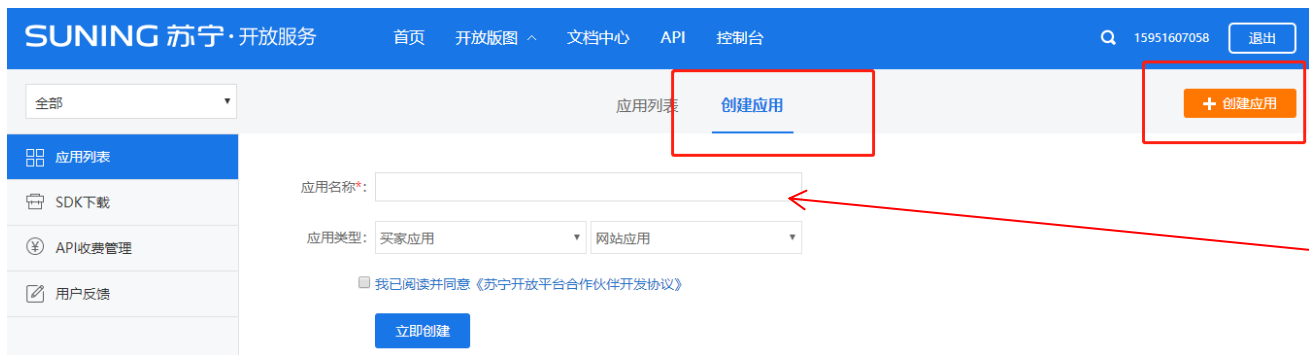 SUNING 苏宁·开放服务 首页 开放版图 文档中心 API 控制台 15951607058 退出
全部 应用列表 创建应用 + 创建应用
应用列表
应用名称*：
SDK下载
应用类型： 买家应用 网站应用
API收费管理
我已阅读并同意《苏宁开放平台合作伙伴开发协议》
用户反馈
立即创建